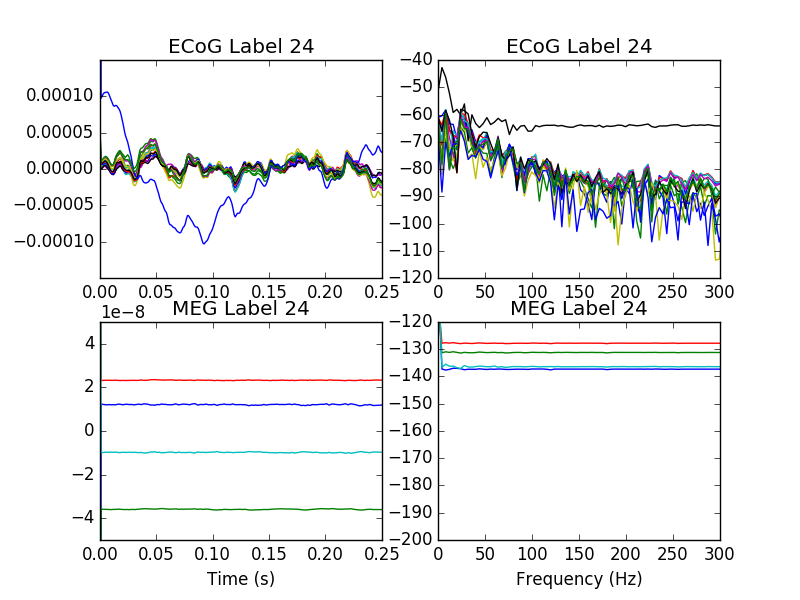 ECoG Label 24
0.00010
0.00005
0.00000
−0.00005
−0.00010
0.00 0.05 0.10 0.15 0.20 0.25
ECoG Label 24
−40
−50
−60
−70
−80
−90
−100
−110
−120
0 50 100 150 200 250 300
MEG Label 24
1e−8
4
2
0
−2
−4
0.00 0.05 0.10 0.15 0.20 0.25
Time (s)
MEG Label 24
−120
−130
−140
−150
−160
−170
−180
−190
−200
0 50 100 150 200 250 300
Frequency (Hz)